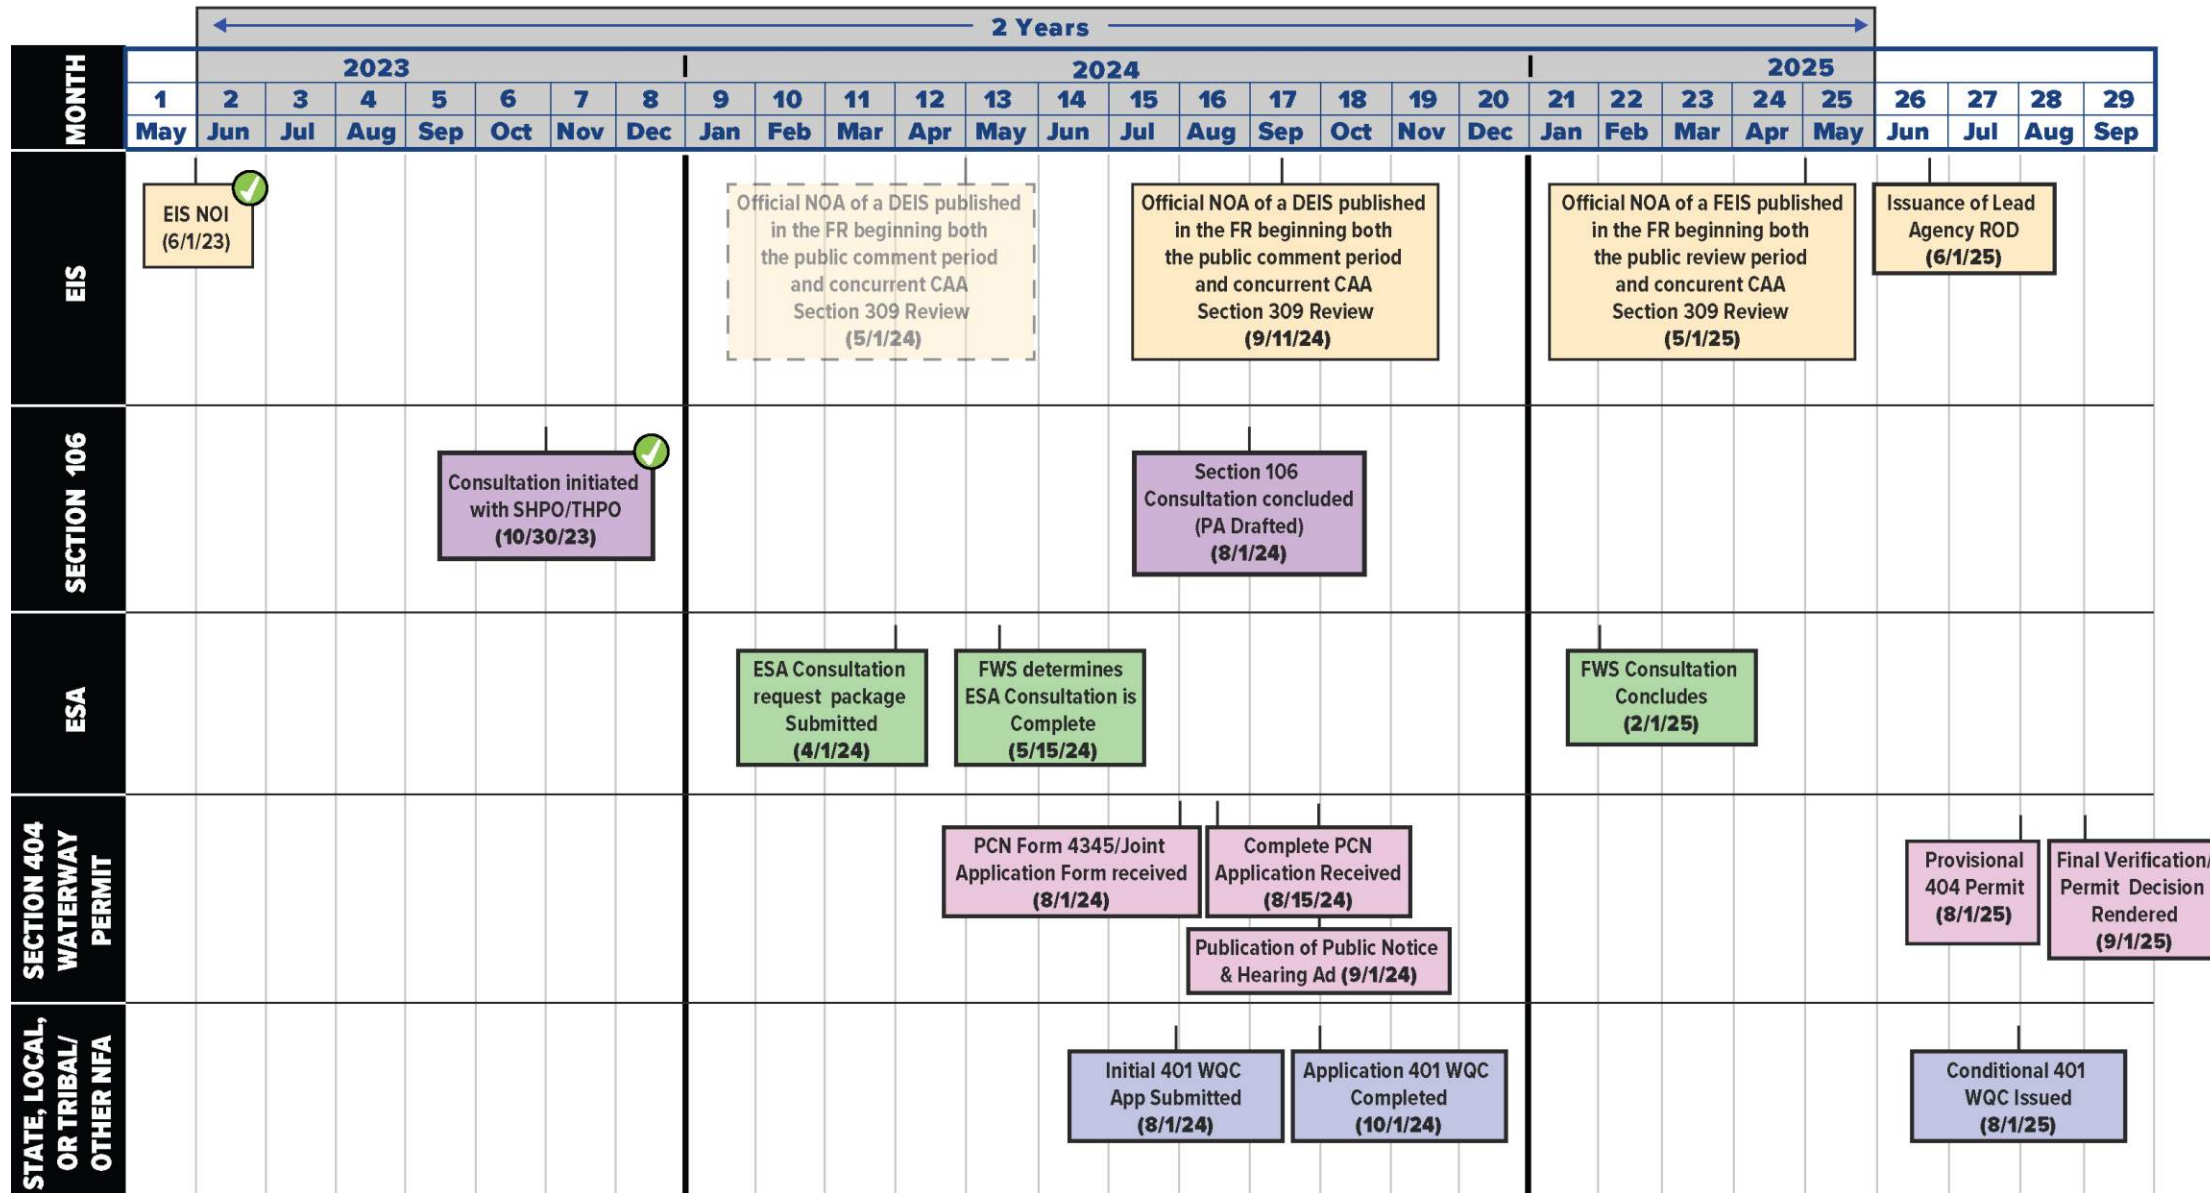 2 Years
MONTH
2023
2024
2025
1 2 3 4 5 6 7 8 9 10 11 12 13 14 15 16 17 18 19 20 21 22 23 24 25 26 27 28 29
May Jun Jul Aug Sep Oct Nov Dec Jan Feb Mar Apr May Jun Jul Aug Sep Oct Nov Dec Jan Feb Mar Apr May Jun Jul Aug Sep
EIS
EIS NOI
(6/1/23)
Official NOA of a DEIS published
in the FR beginning both
the public comment period
and concurrent CAA
Section 309 Review
(5/1/24)
Official NOA of a DEIS published
in the FR beginning both
the public comment period
and concurrent CAA
Section 309 Review
(9/11/24)
Official NOA of a FEIS published
in the FR beginning both
the public review period
and concurent CAA
Section 309 Review
(5/1/25)
Issuance of Lead
Agency ROD
(6/1/25)
SECTION 106
Consultation initiated
with SHPO/THPO
(10/30/23)
Section 106
Consultation concluded
(PA Drafted)
(8/1/24)
ESA
ESA Consultation
request package
Submitted
(4/1/24)
FWS determines
ESA Consultation is
Complete
(5/15/24)
FWS Consultation
Concludes
(2/1/25)
SECTION 404
WATERWAY
PERMIT
PCN Form 4345/Joint
Application Form received
(8/1/24)
Complete PCN
Application Received
(8/15/24)
Publication of Public Notice
& Hearing Ad (9/1/24)
Provisional
404 Permit
(8/1/25)
Final Verification/
Permit Decision
Rendered
(9/1/25)
STATE, LOCAL,
OR TRIBAL/
OTHER NFA
Initial 401 WQC
App Submitted
(8/1/24)
Application 401 WQC
Completed
(10/1/24)
Conditional 401
WQC Issued
(8/1/25)